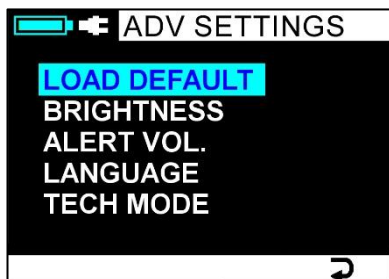 ADV SETTINGS
LOAD DEFAULT
BRIGHTNESS
ALERT VOL.
LANGUAGE
TECH MODE